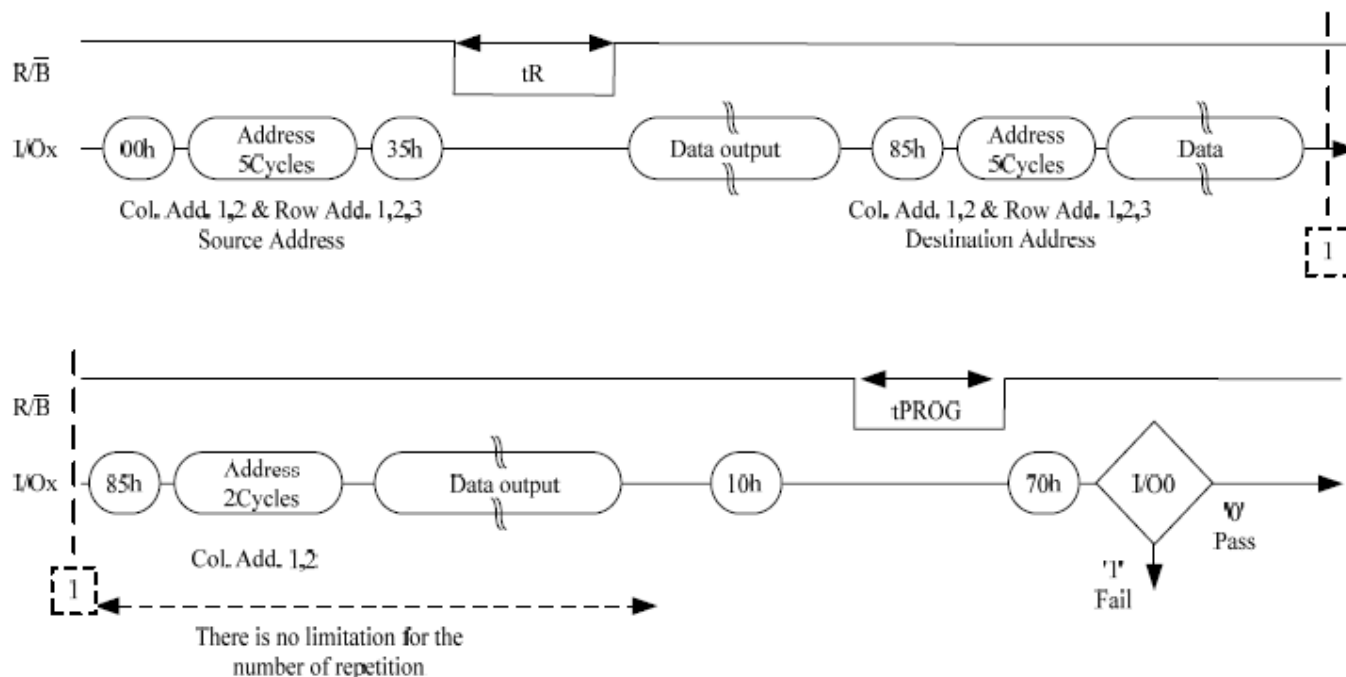 R/B̅
tR
I/Ox
00h
Address
5Cycles
35h
Data output
85h
Address
5Cycles
Data
Col. Add. 1,2 & Row Add. 1,2,3
Source Address
Col. Add. 1,2 & Row Add. 1,2,3
Destination Address
1
R/B̅
tPROG
I/Ox
85h
Address
2Cycles
Data output
10h
70h
I/O0
'0'
Pass
Col. Add. 1,2
1
'1'
Fail
There is no limitation for the
number of repetition